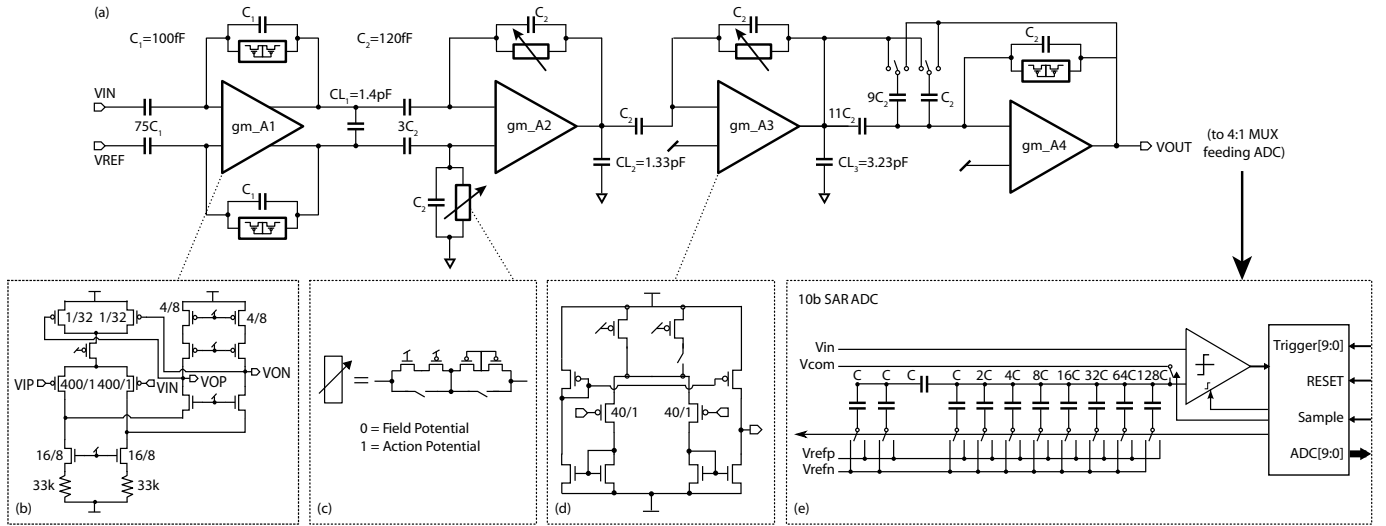 (a)
C₁
C₁=100fF
VIN
75C₁
VREF
gm_A1
C₁
CL₁=1.4pF
C₂=120fF
3C₂
C₂
gm_A2
C₂
C₂
CL₂=1.33pF
C₂
gm_A3
11C₂
CL₃=3.23pF
9C₂
C₂
C₂
gm_A4
VOUT
(to 4:1 MUX
feeding ADC)
4/8
1/32 1/32
4/8
VIP
400/1 400/1
VIN
VOP
VON
16/8
16/8
33k
33k
(b)
=
0 = Field Potential
1 = Action Potential
(c)
40/1
40/1
(d)
10b SAR ADC
Vin
Vcom
C C C C 2C 4C 8C 16C 32C 64C 128C
Vrefp
Vrefn
Trigger[9:0]
RESET
Sample
ADC[9:0]
(e)